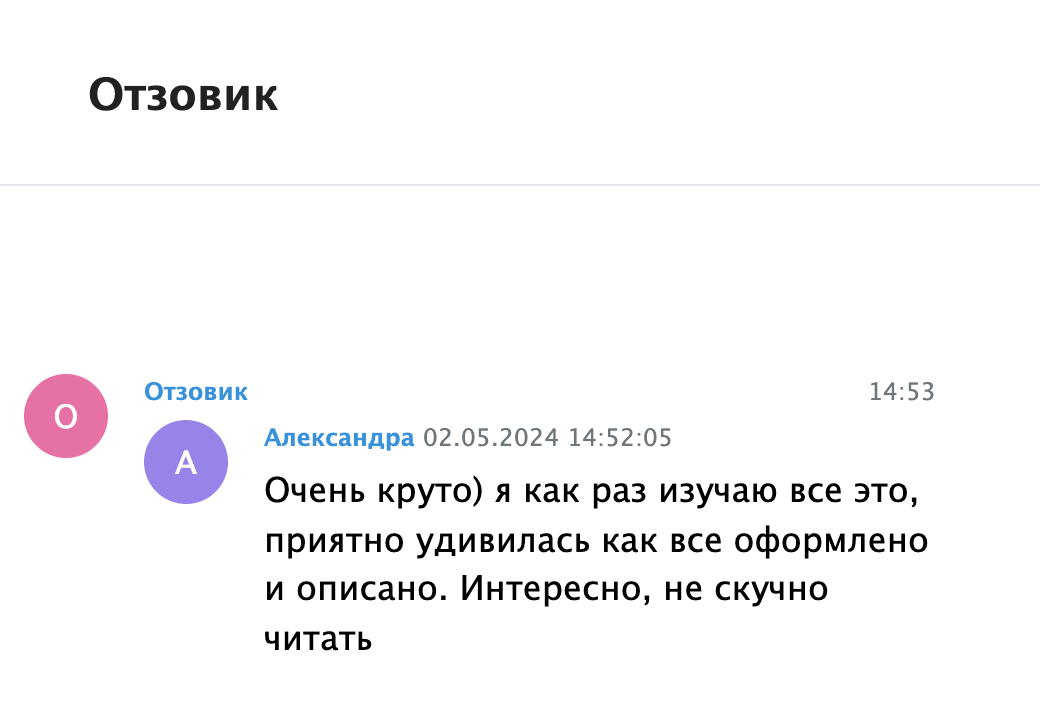 Отзовик
О
Отзовик 14:53
А
Александра 02.05.2024 14:52:05
Очень круто) я как раз изучаю все это,
приятно удивилась как все оформлено
и описано. Интересно, не скучно
читать